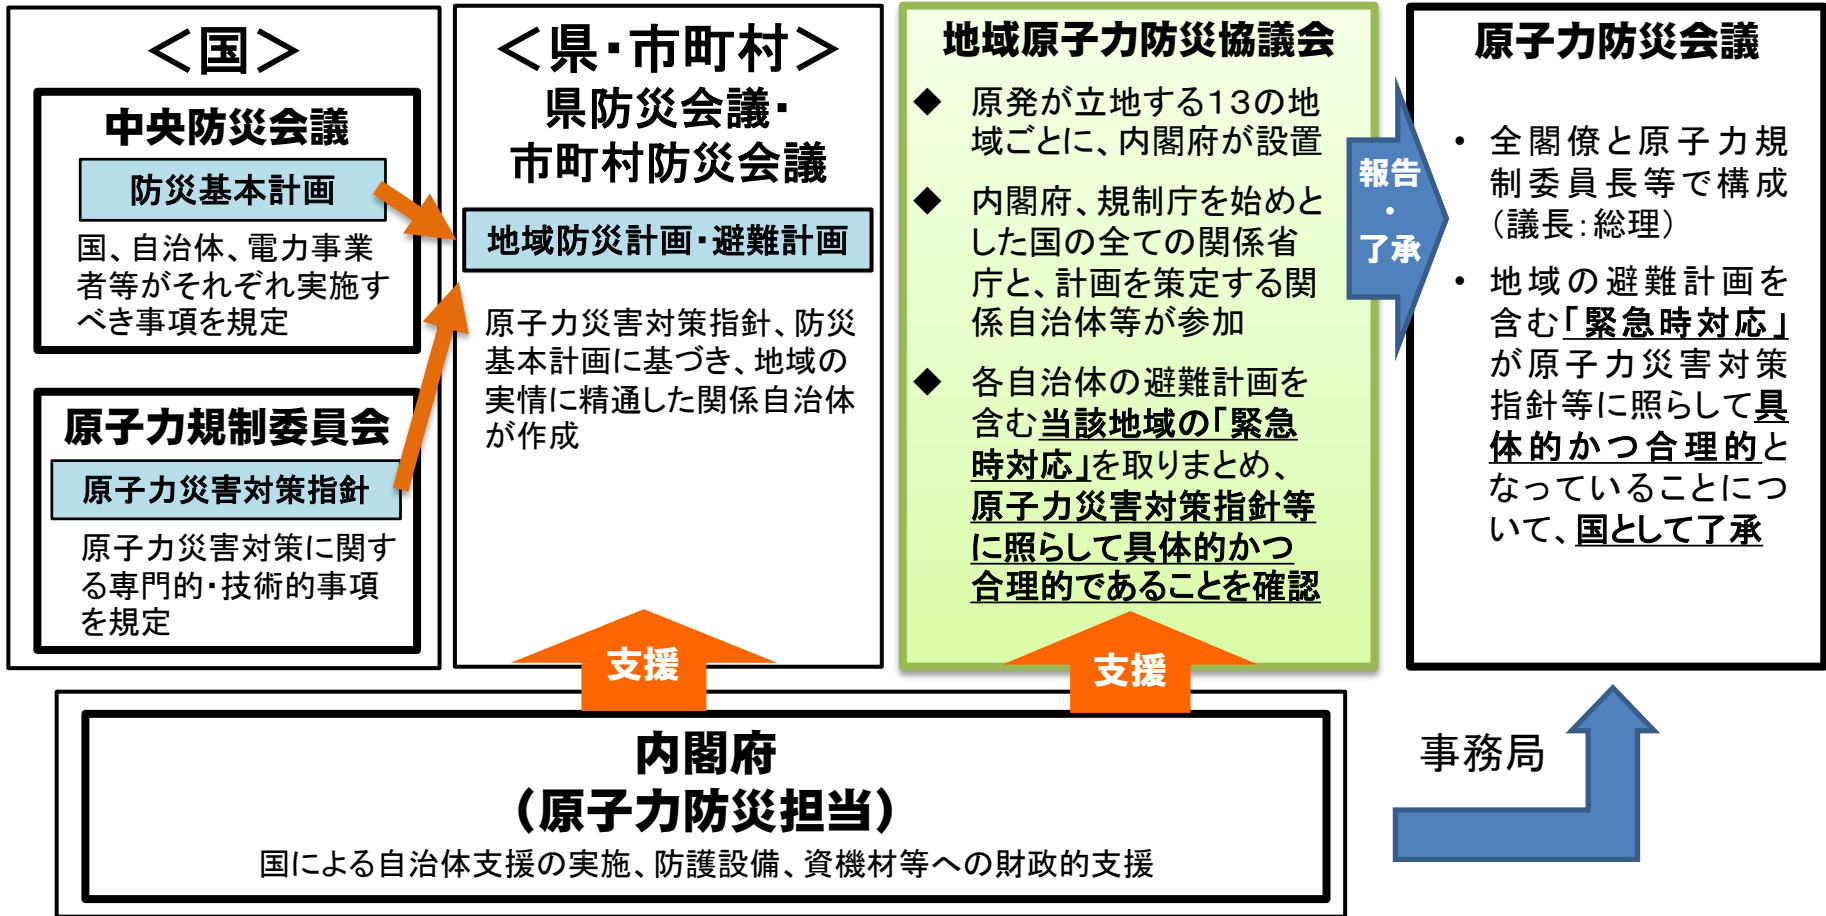 ＜国＞
中央防災会議
防災基本計画
国、自治体、電力事業
者等がそれぞれ実施す
べき事項を規定
原子力規制委員会
原子力災害対策指針
原子力災害対策に関す
る専門的・技術的事項
を規定
＜県・市町村＞
県防災会議・
市町村防災会議
地域防災計画・避難計画
原子力災害対策指針、防災
基本計画に基づき、地域の
実情に精通した関係自治体
が作成
支援
地域原子力防災協議会
◆ 原発が立地する１３の地
域ごとに、内閣府が設置
◆ 内閣府、規制庁を始めと
した国の全ての関係省
庁と、計画を策定する関
係自治体等が参加
◆ 各自治体の避難計画を
含む当該地域の「緊急
時対応」を取りまとめ、
原子力災害対策指針等
に照らして具体的かつ
合理的であることを確認
支援
報告
・
了承
原子力防災会議
• 全閣僚と原子力規
制委員長等で構成
（議長：総理）
• 地域の避難計画を
含む「緊急時対応」
が原子力災害対策
指針等に照らして具
体的かつ合理的と
なっていることにつ
いて、国として了承
内閣府
（原子力防災担当）
国による自治体支援の実施、防護設備、資機材等への財政的支援
事務局